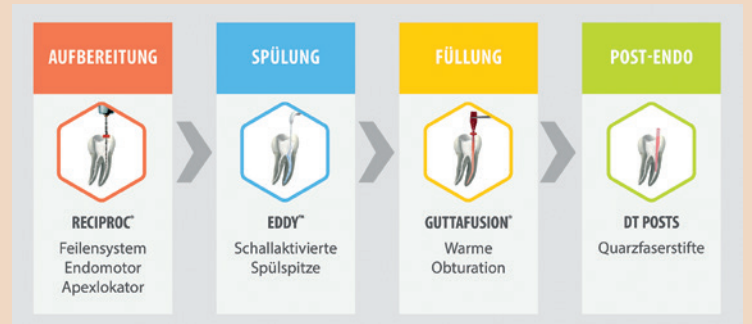 AUFBEREITUNG
RECIPROC®
Feilensystem
Endomotor
Apexlokator
SPÜLUNG
EDDY™
Schallaktivierte
Spülspitze
FÜLLUNG
GUTTAFUSION®
Warme
Obturation
POST-ENDO
DT POSTS
Quarzfaserstifte